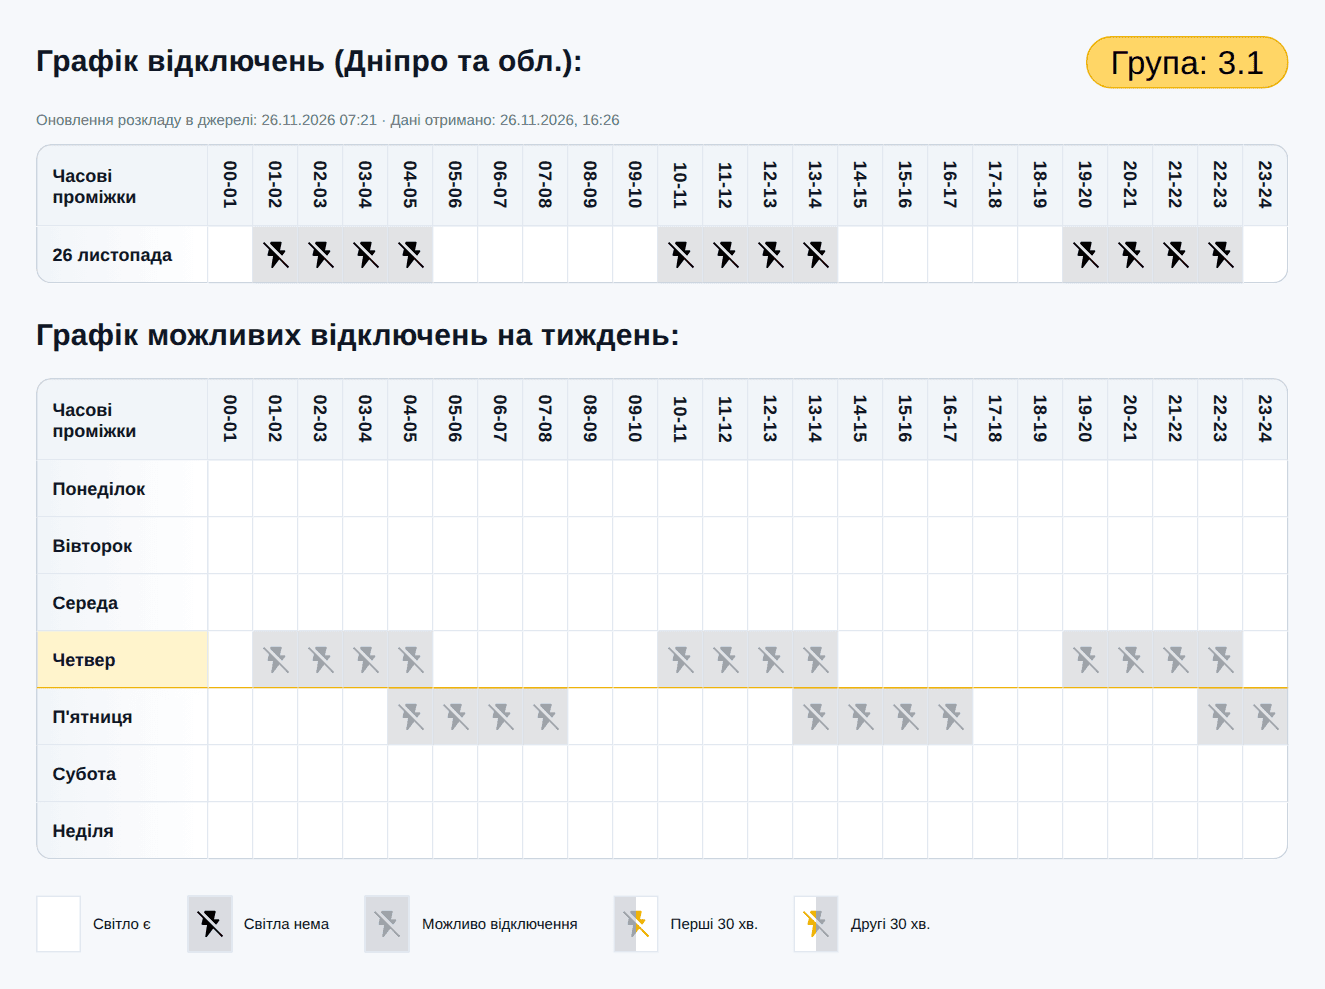 Графік відключень (Дніпро та обл.):
Група: 3.1
Оновлення розкладу в джерелі: 26.11.2026 07:21 · Дані отримано: 26.11.2026, 16:26
Часові
проміжки
00-01 01-02 02-03 03-04 04-05 05-06 06-07 07-08 08-09 09-10 10-11 11-12 12-13 13-14 14-15 15-16 16-17 17-18 18-19 19-20 20-21 21-22 22-23 23-24
26 листопада
Графік можливих відключень на тиждень:
Часові
проміжки
00-01 01-02 02-03 03-04 04-05 05-06 06-07 07-08 08-09 09-10 10-11 11-12 12-13 13-14 14-15 15-16 16-17 17-18 18-19 19-20 20-21 21-22 22-23 23-24
Понеділок
Вівторок
Середа
Четвер
П'ятниця
Субота
Неділя
Світло є Світла нема Можливо відключення Перші 30 хв. Другі 30 хв.